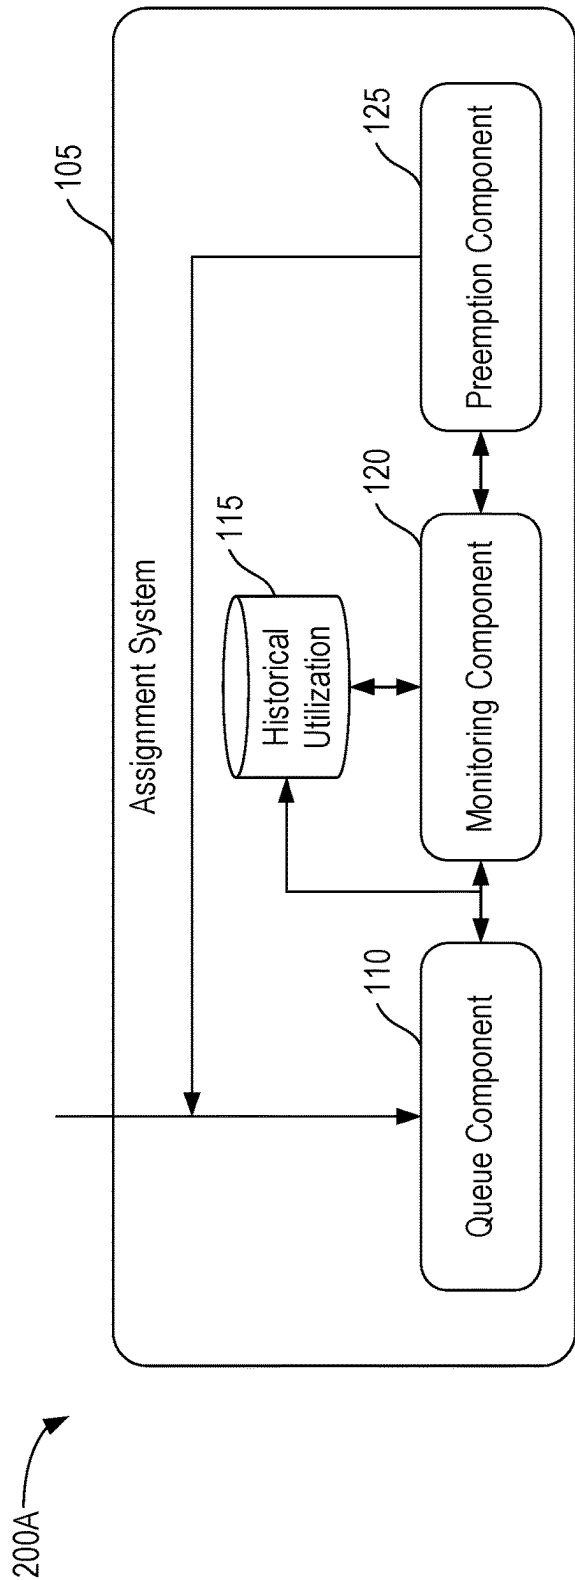 200A
105
Assignment System
115
Historical
Utilization
110
120
125
Queue Component
Monitoring Component
Preemption Component